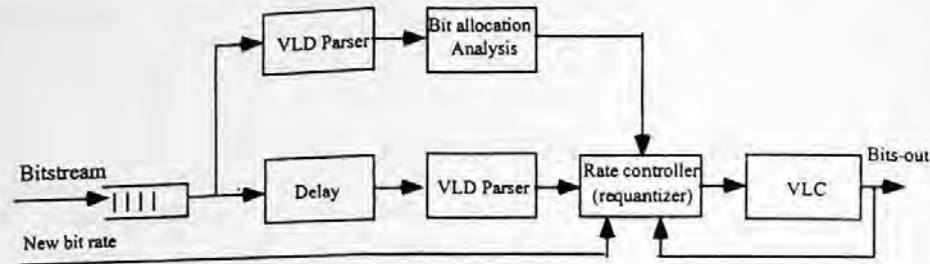 VLD Parser
Bit allocation
Analysis
Bitstream
Delay
VLD Parser
Rate controller
(requantizer)
VLC
Bits-out
New bit rate